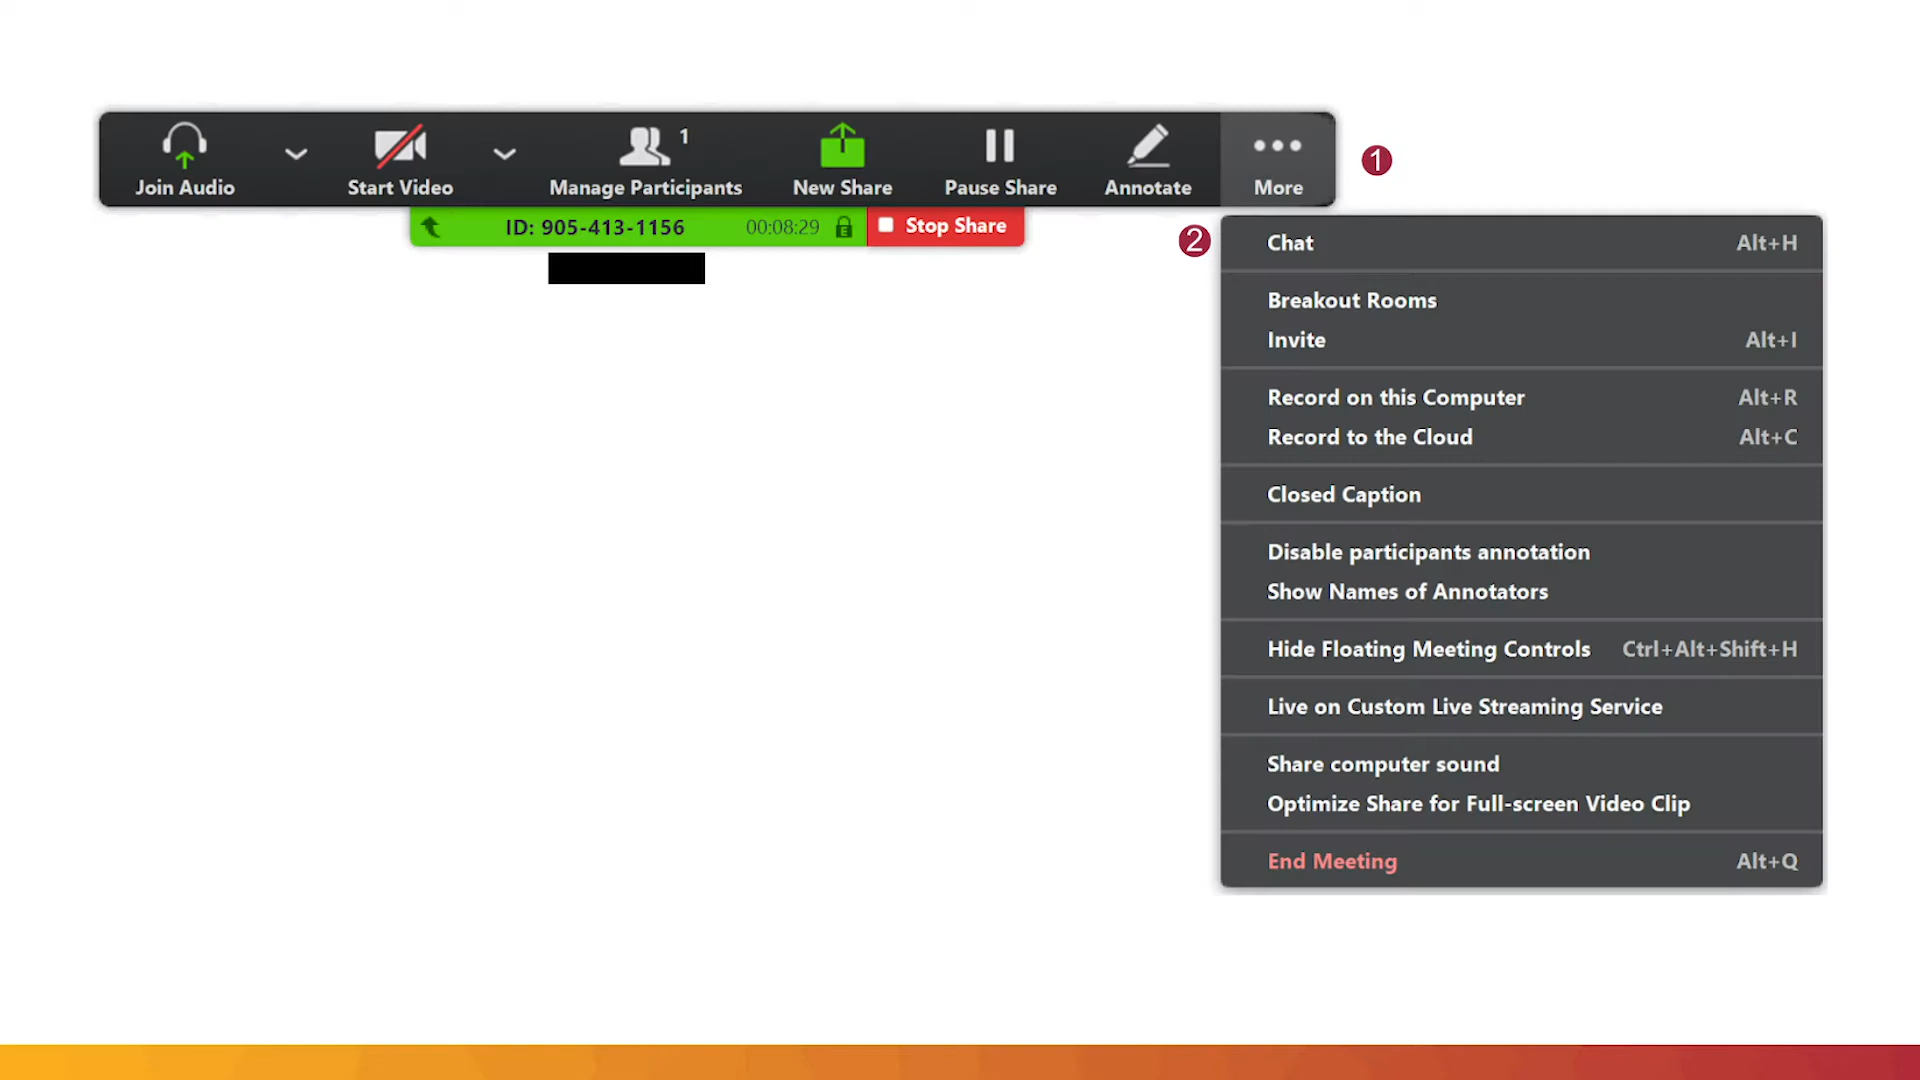 Join Audio
Start Video
1
Manage Participants
New Share
Pause Share
Annotate
More
1
ID: 905-413-1156 00:08:29 E
Stop Share
2
Chat Alt+H
Breakout Rooms
Invite Alt+I
Record on this Computer Alt+R
Record to the Cloud Alt+C
Closed Caption
Disable participants annotation
Show Names of Annotators
Hide Floating Meeting Controls Ctrl+Alt+Shift+H
Live on Custom Live Streaming Service
Share computer sound
Optimize Share for Full-screen Video Clip
End Meeting Alt+Q